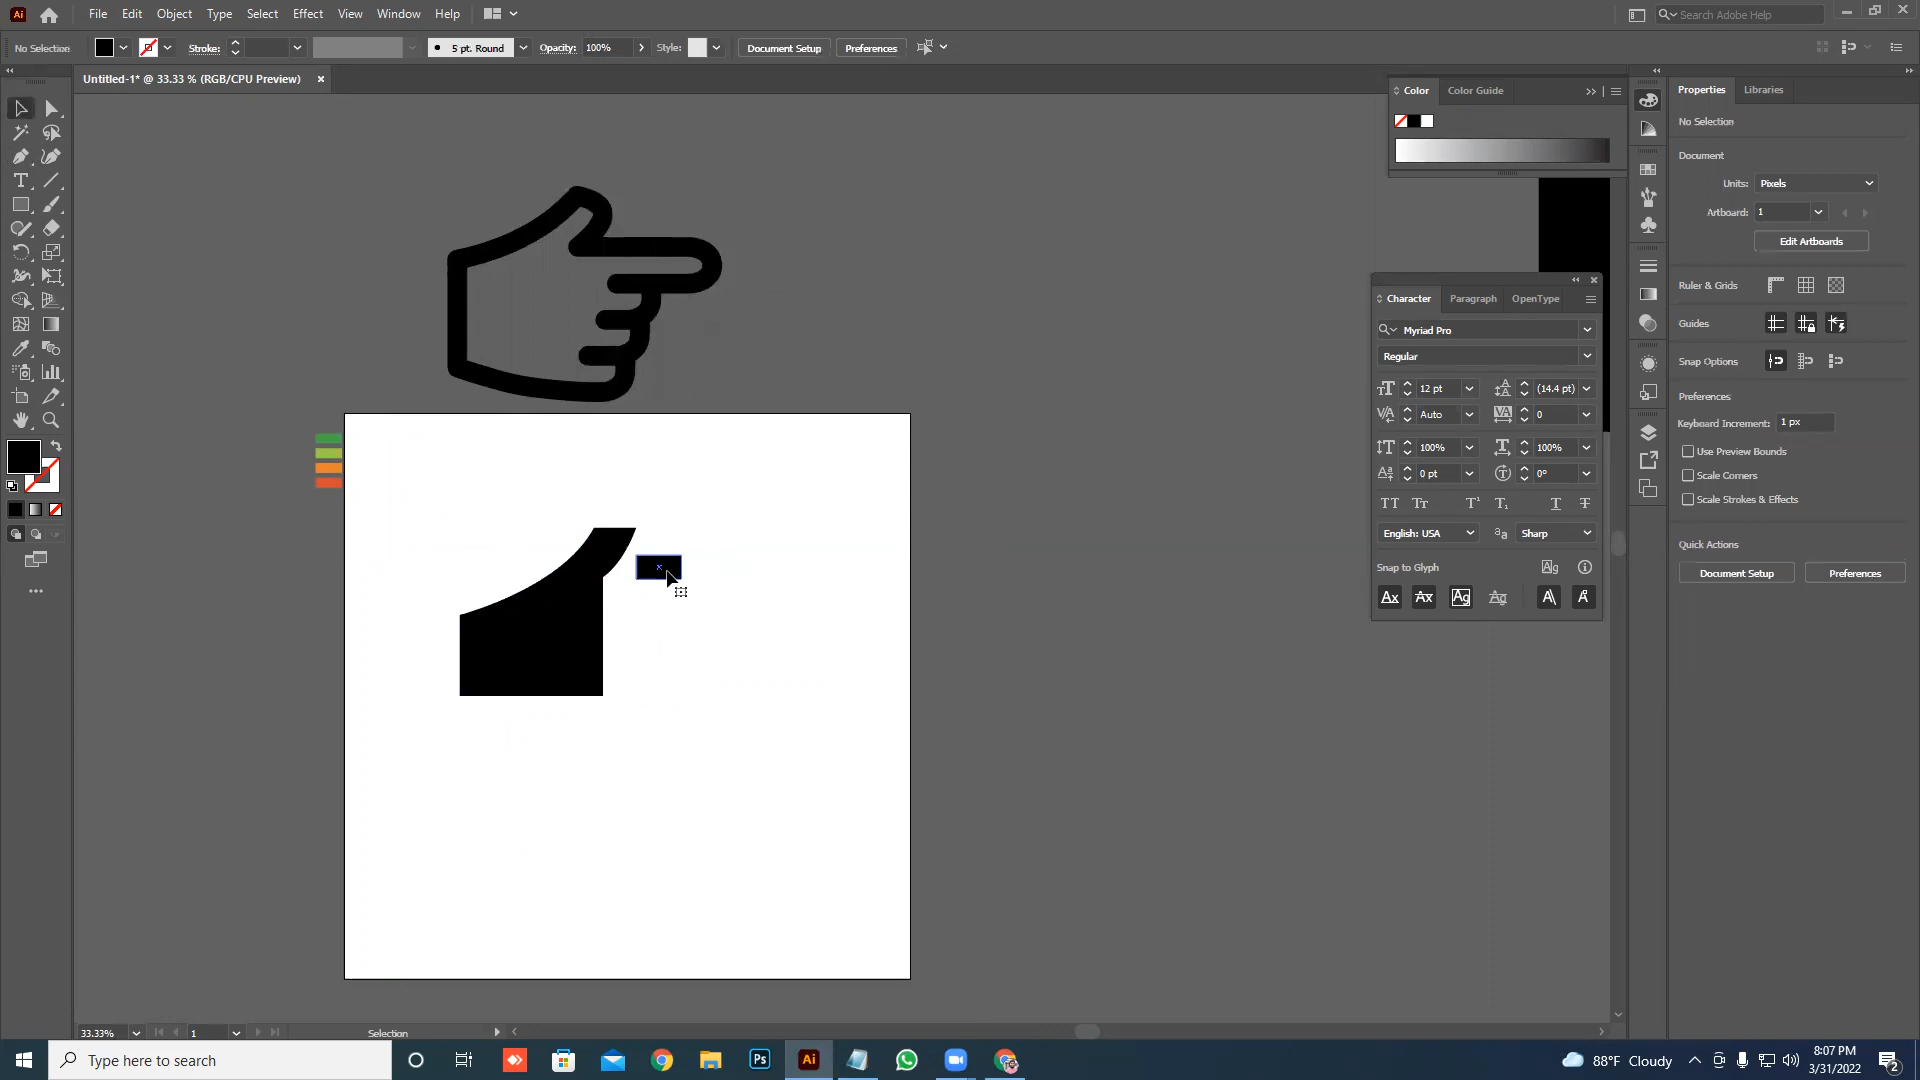 Ai File Edit Object Type Select Effect View Window Help Search Adobe Help
No Selection Stroke: 5 pt. Round Opacity: 100% Style: Document Setup Preferences
Untitled-1* @ 33.33 % (RGB/CPU Preview) ×
Color Color Guide
Properties Libraries
No Selection
Document
Units: Pixels
Artboard: 1
Edit Artboards
Ruler & Grids
Guides
Snap Options
Preferences
Keyboard Increment: 1 px
Use Preview Bounds
Scale Corners
Scale Strokes & Effects
Quick Actions
Document Setup Preferences
Character Paragraph OpenType
Myriad Pro
Regular
12 pt (14.4 pt)
Auto 0
100% 100%
0 pt 0°
English: USA Sharp
Snap to Glyph
33.33% 1 Selection
Type here to search
Ps Ai
88°F Cloudy
8:07 PM
3/31/2022
2